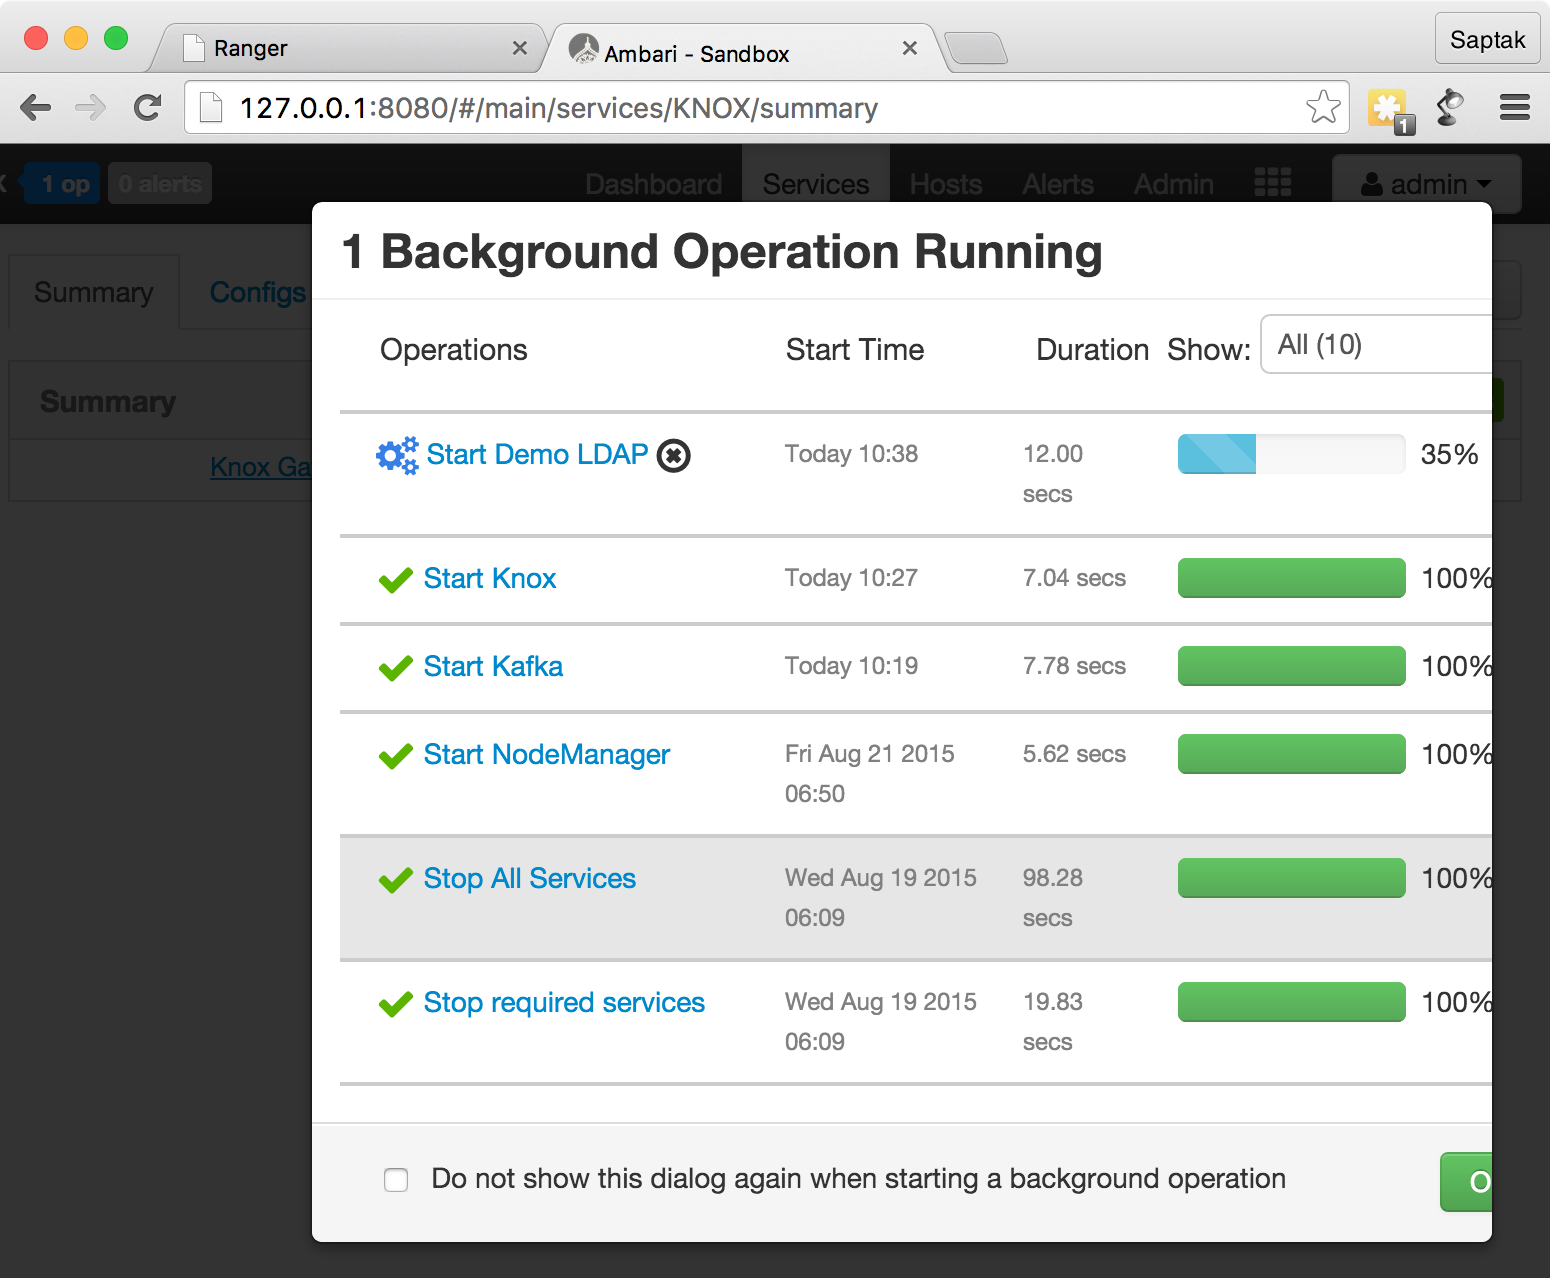 Ranger
Ambari - Sandbox
Saptak
127.0.0.1:8080/#/main/services/KNOX/summary
1
1 op
0 alerts
Dashboard
Services
Hosts
Alerts
Admin
admin
Summary
Configs
Summary
Knox Ga
1 Background Operation Running
Operations Start Time Duration Show: All (10)
Start Demo LDAP Today 10:38 12.00 35%
secs
Start Knox Today 10:27 7.04 secs 100%
Start Kafka Today 10:19 7.78 secs 100%
Start NodeManager Fri Aug 21 2015 5.62 secs 100%
06:50
Stop All Services Wed Aug 19 2015 98.28 100%
06:09 secs
Stop required services Wed Aug 19 2015 19.83 100%
06:09 secs
Do not show this dialog again when starting a background operation
O